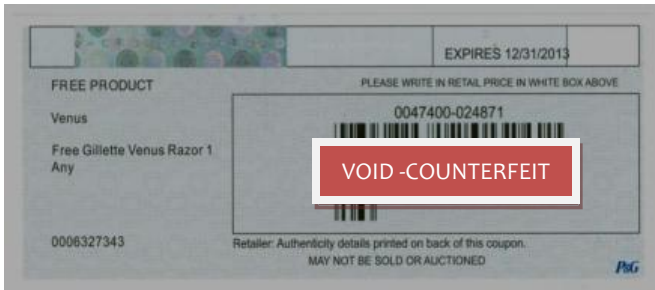 EXPIRES 12/31/2013
FREE PRODUCT
PLEASE WRITE IN RETAIL PRICE IN WHITE BOX ABOVE
Venus
0047400-024871
Free Gillette Venus Razor 1
Any
VOID -COUNTERFEIT
0006327343
Retailer: Authenticity details printed on back of this coupon.
MAY NOT BE SOLD OR AUCTIONED
P&G